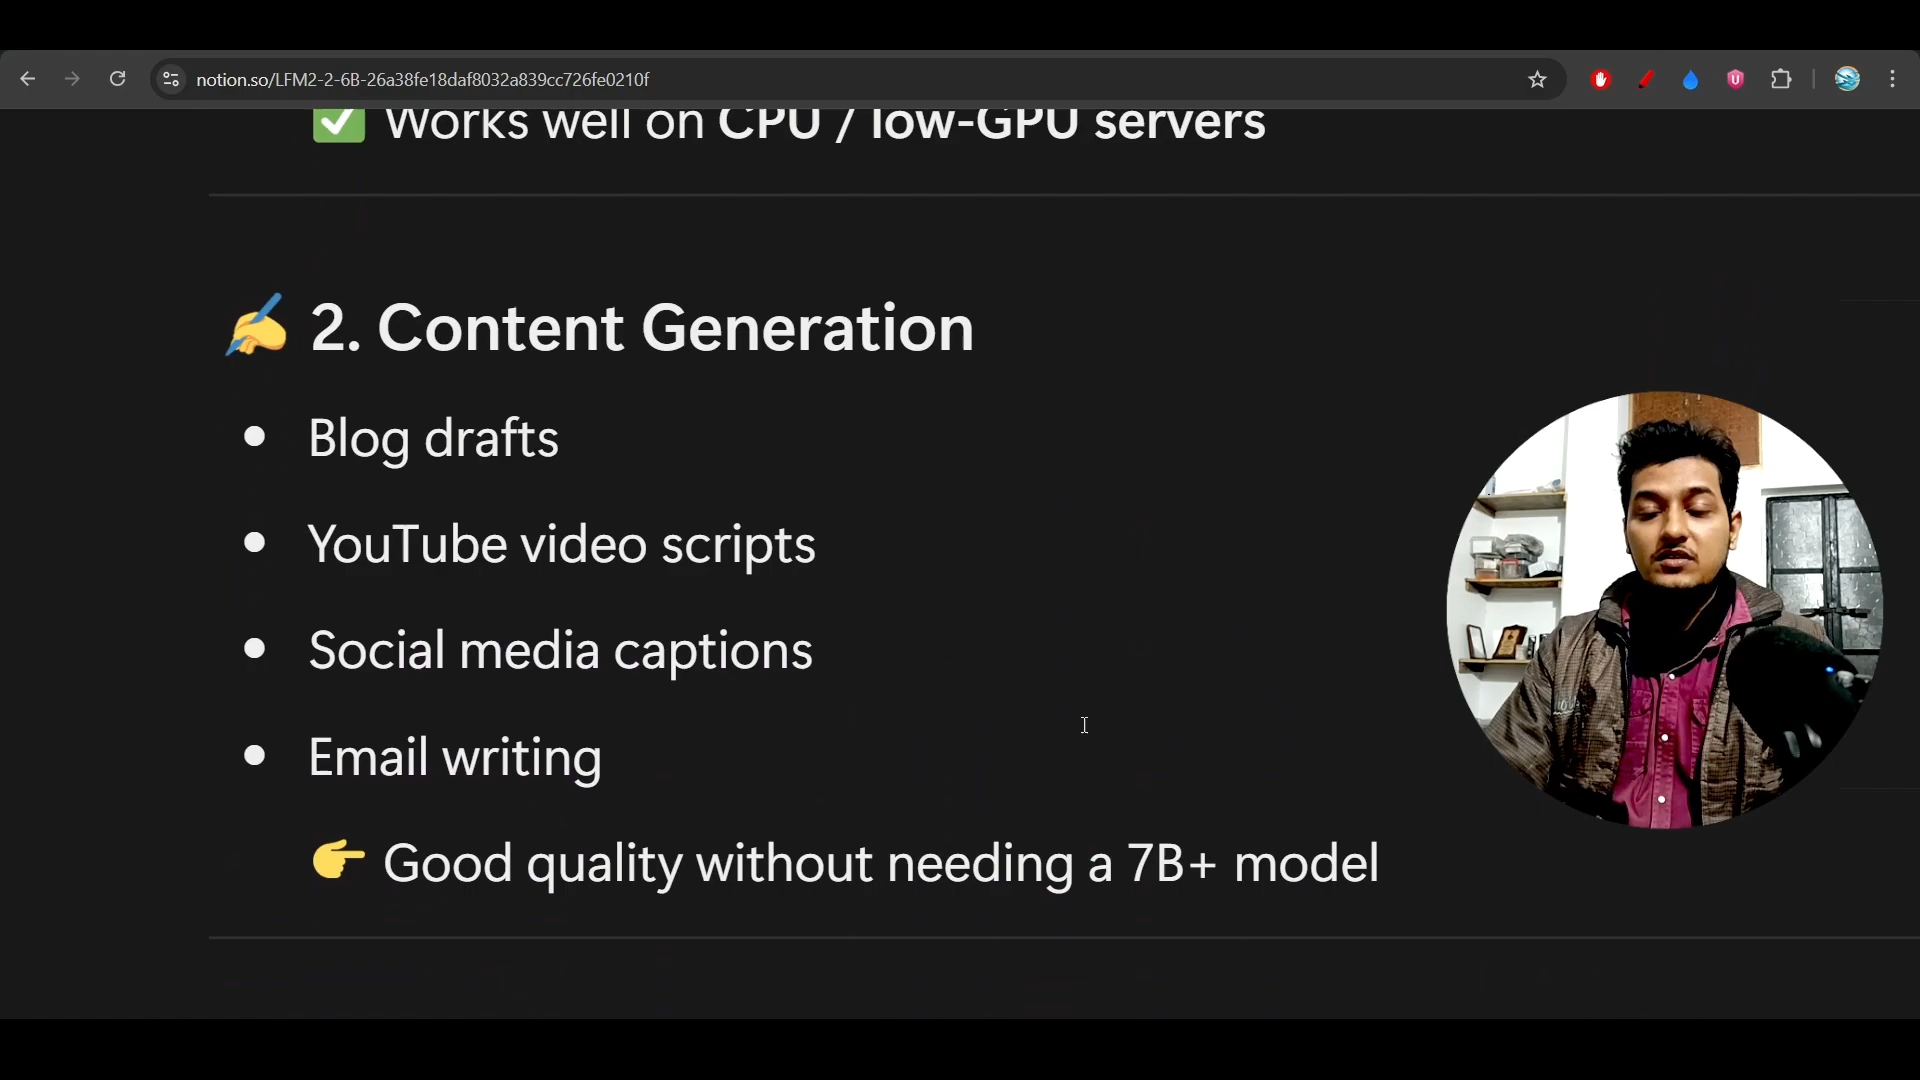 notion.so/LFM2-2-6B-26a38fe18daf8032a839cc726fe0210f
✅ Works well on CPU / low-GPU servers
✍️ 2. Content Generation
• Blog drafts
• YouTube video scripts
• Social media captions
• Email writing
👉 Good quality without needing a 7B+ model